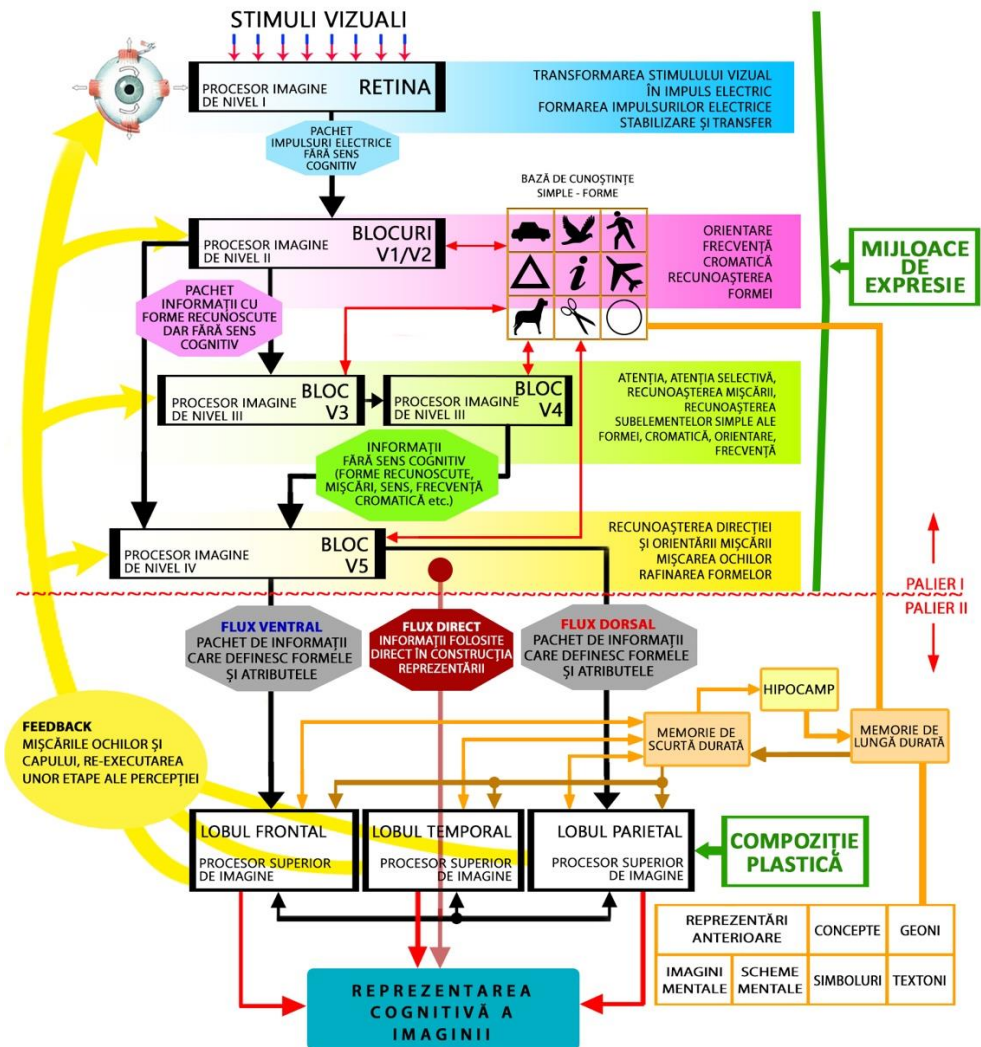 STIMULI VIZUALI
PROCESOR IMAGINE
DE NIVEL I
RETINA
TRANSFORMAREA STIMULULUI VIZUAL
ÎN IMPULS ELECTRIC
FORMAREA IMPULSURILOR ELECTRICE
STABILIZARE ȘI TRANSFER
PACHET
IMPULSURI ELECTRICE
FĂRĂ SENS
COGNITIV
BAZĂ DE CUNOȘTINȚE
SIMPLE - FORME
PROCESOR IMAGINE
DE NIVEL II
BLOCURI
V1/V2
i
ORIENTARE
FRECVENȚĂ
CROMATICĂ
RECUNOAȘTEREA
FORMEI
MIJLOACE
DE
EXPRESIE
PACHET
INFORMAȚII CU
FORME RECUNOSCUTE
DAR FĂRĂ SENS
COGNITIV
PROCESOR IMAGINE
DE NIVEL III
BLOC
V3
PROCESOR IMAGINE
DE NIVEL III
BLOC
V4
ATENȚIA, ATENȚIA SELECTIVĂ,
RECUNOAȘTEREA MIȘCĂRII,
RECUNOAȘTEREA
SUBELEMENTELOR SIMPLE ALE
FORMEI, CROMATICĂ, ORIENTARE,
FRECVENȚĂ
INFORMAȚII
FĂRĂ SENS COGNITIV
(FORME RECUNOSCUTE,
MIȘCĂRI, SENS, FRECVENȚĂ
CROMATICĂ etc.)
PROCESOR IMAGINE
DE NIVEL IV
BLOC
V5
RECUNOAȘTEREA DIRECȚIEI
ȘI ORIENTĂRII MIȘCĂRII
MIȘCAREA OCHILOR
RAFINAREA FORMELOR
PALIER I
PALIER II
FLUX VENTRAL
PACHET DE INFORMAȚII
CARE DEFINESC FORMELE
ȘI ATRIBUTELE
FLUX DIRECT
INFORMAȚII FOLOSITE
DIRECT ÎN CONSTRUCȚIA
REPREZENTĂRII
FLUX DORSAL
PACHET DE INFORMAȚII
CARE DEFINESC FORMELE
ȘI ATRIBUTELE
HIPOCAMP
MEMORIE DE
SCURTĂ DURATĂ
MEMORIE DE
LUNGĂ DURATĂ
FEEDBACK
MIȘCĂRILE OCHILOR ȘI
CAPULUI, RE-EXECUTAREA
UNOR ETAPE ALE PERCEPȚIEI
LOBUL FRONTAL
PROCESOR SUPERIOR
DE IMAGINE
LOBUL TEMPORAL
PROCESOR SUPERIOR
DE IMAGINE
LOBUL PARIETAL
PROCESOR SUPERIOR
DE IMAGINE
COMPOZIȚIE
PLASTICĂ
REPREZENTĂRI
ANTERIOARE
CONCEPTE
GEONI
IMAGINI
MENTALE
SCHEME
MENTALE
SIMBOLURI
TEXTONI
REPREZENTAREA
COGNITIVĂ A
IMAGINII